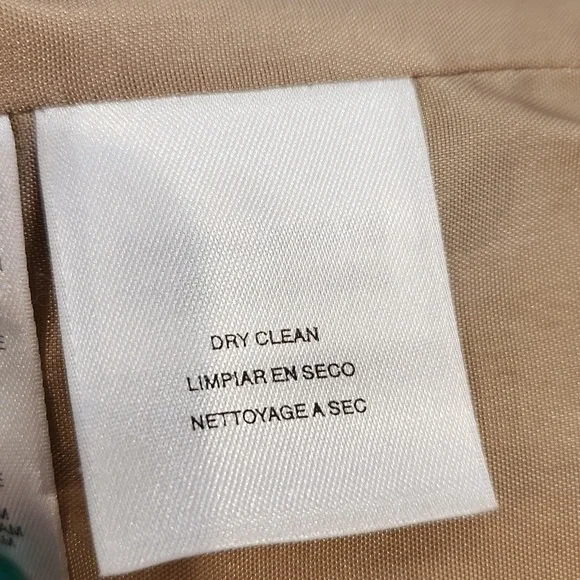 DRY CLEAN
LIMPIAR EN SECO
NETTOYAGE A SEC